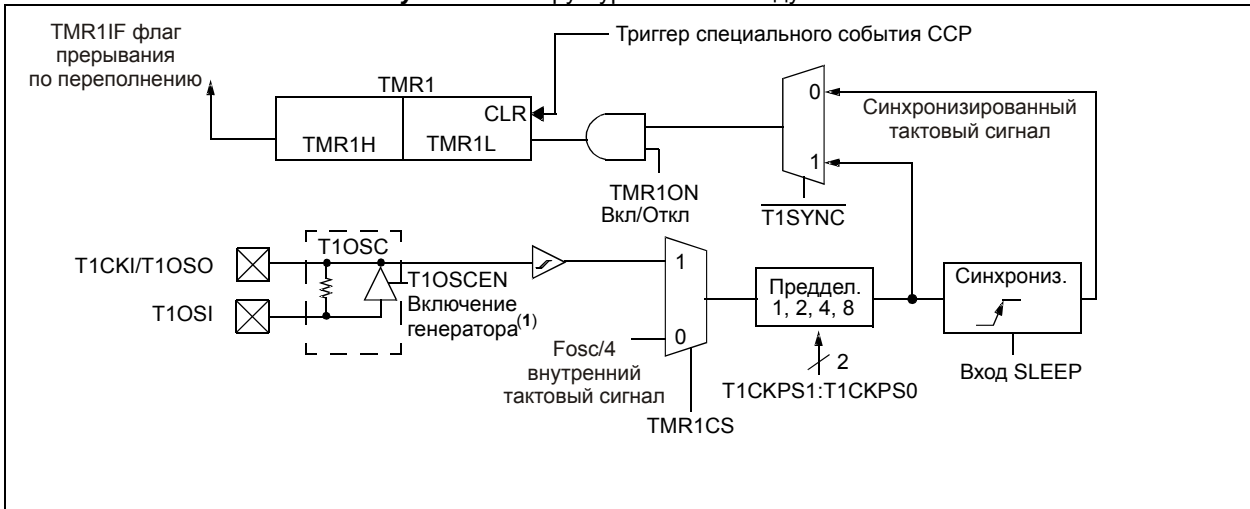 TMR1IF флаг
прерывания
по переполнению
Триггер специального события CCP
TMR1
CLR
TMR1H
TMR1L
0
1
Синхронизированный
тактовый сигнал
TMR1ON
Вкл/Откл
T1SYNC
T1CKI/T1OSO
T1OSI
T1OSC
T1OSCEN
Включение
генератора(1)
1
0
Fosc/4
внутренний
тактовый сигнал
TMR1CS
Преддел.
1, 2, 4, 8
2
T1CKPS1:T1CKPS0
Синхрониз.
Вход SLEEP